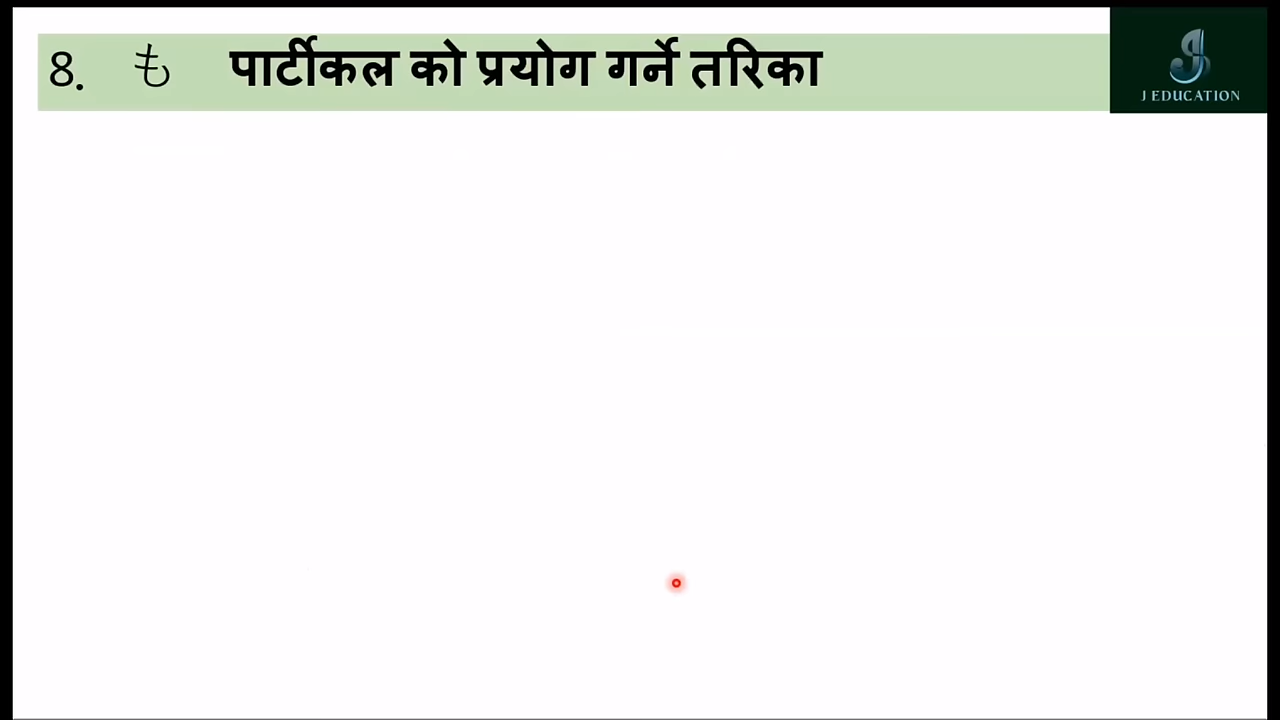 8. も पार्टीकल को प्रयोग गर्ने तरिका
J EDUCATION